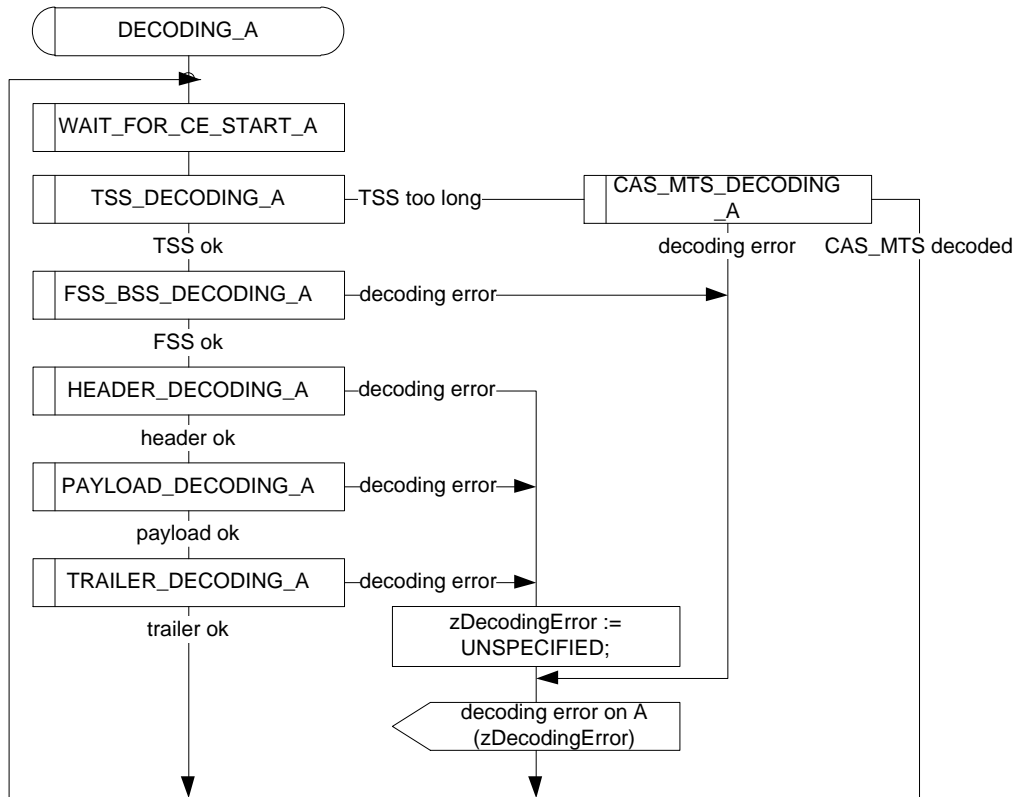 DECODING_A
WAIT_FOR_CE_START_A
TSS_DECODING_A
TSS too long
CAS_MTS_DECODING
_A
TSS ok
decoding error
CAS_MTS decoded
FSS_BSS_DECODING_A
decoding error
FSS ok
HEADER_DECODING_A
decoding error
header ok
PAYLOAD_DECODING_A
decoding error
payload ok
TRAILER_DECODING_A
decoding error
trailer ok
zDecodingError :=
UNSPECIFIED;
decoding error on A
(zDecodingError)